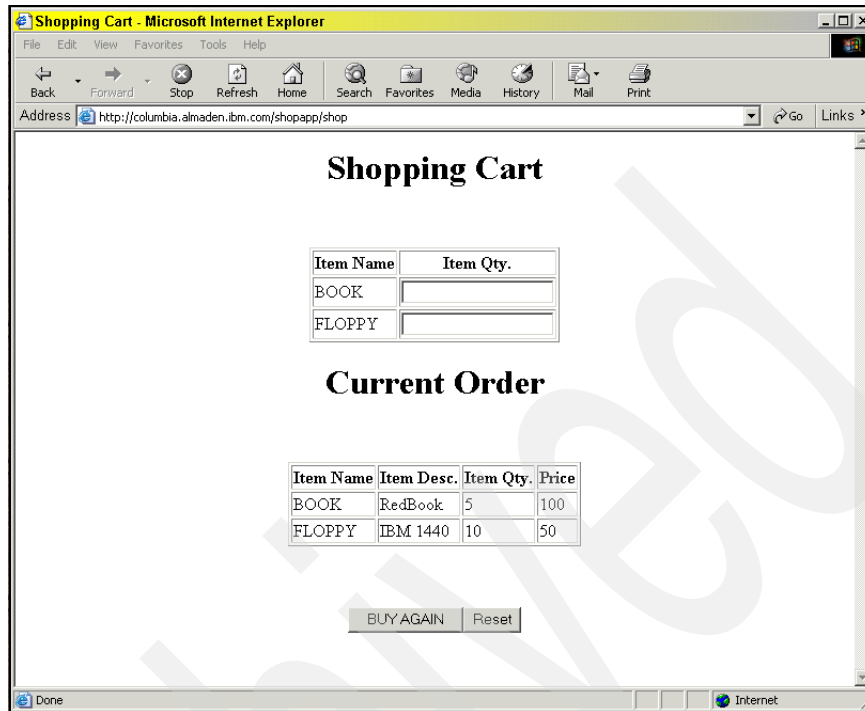 Shopping Cart - Microsoft Internet Explorer
File Edit View Favorites Tools Help
Back Forward Stop Refresh Home Search Favorites Media History Mail Print
Address http://columbia.almaden.ibm.com/shopapp/shop Go Links
Shopping Cart
Item Name Item Qty.
BOOK
FLOPPY
Current Order
Item Name Item Desc. Item Qty. Price
BOOK RedBook 5 100
FLOPPY IBM 1440 10 50
BUY AGAIN Reset
Done Internet